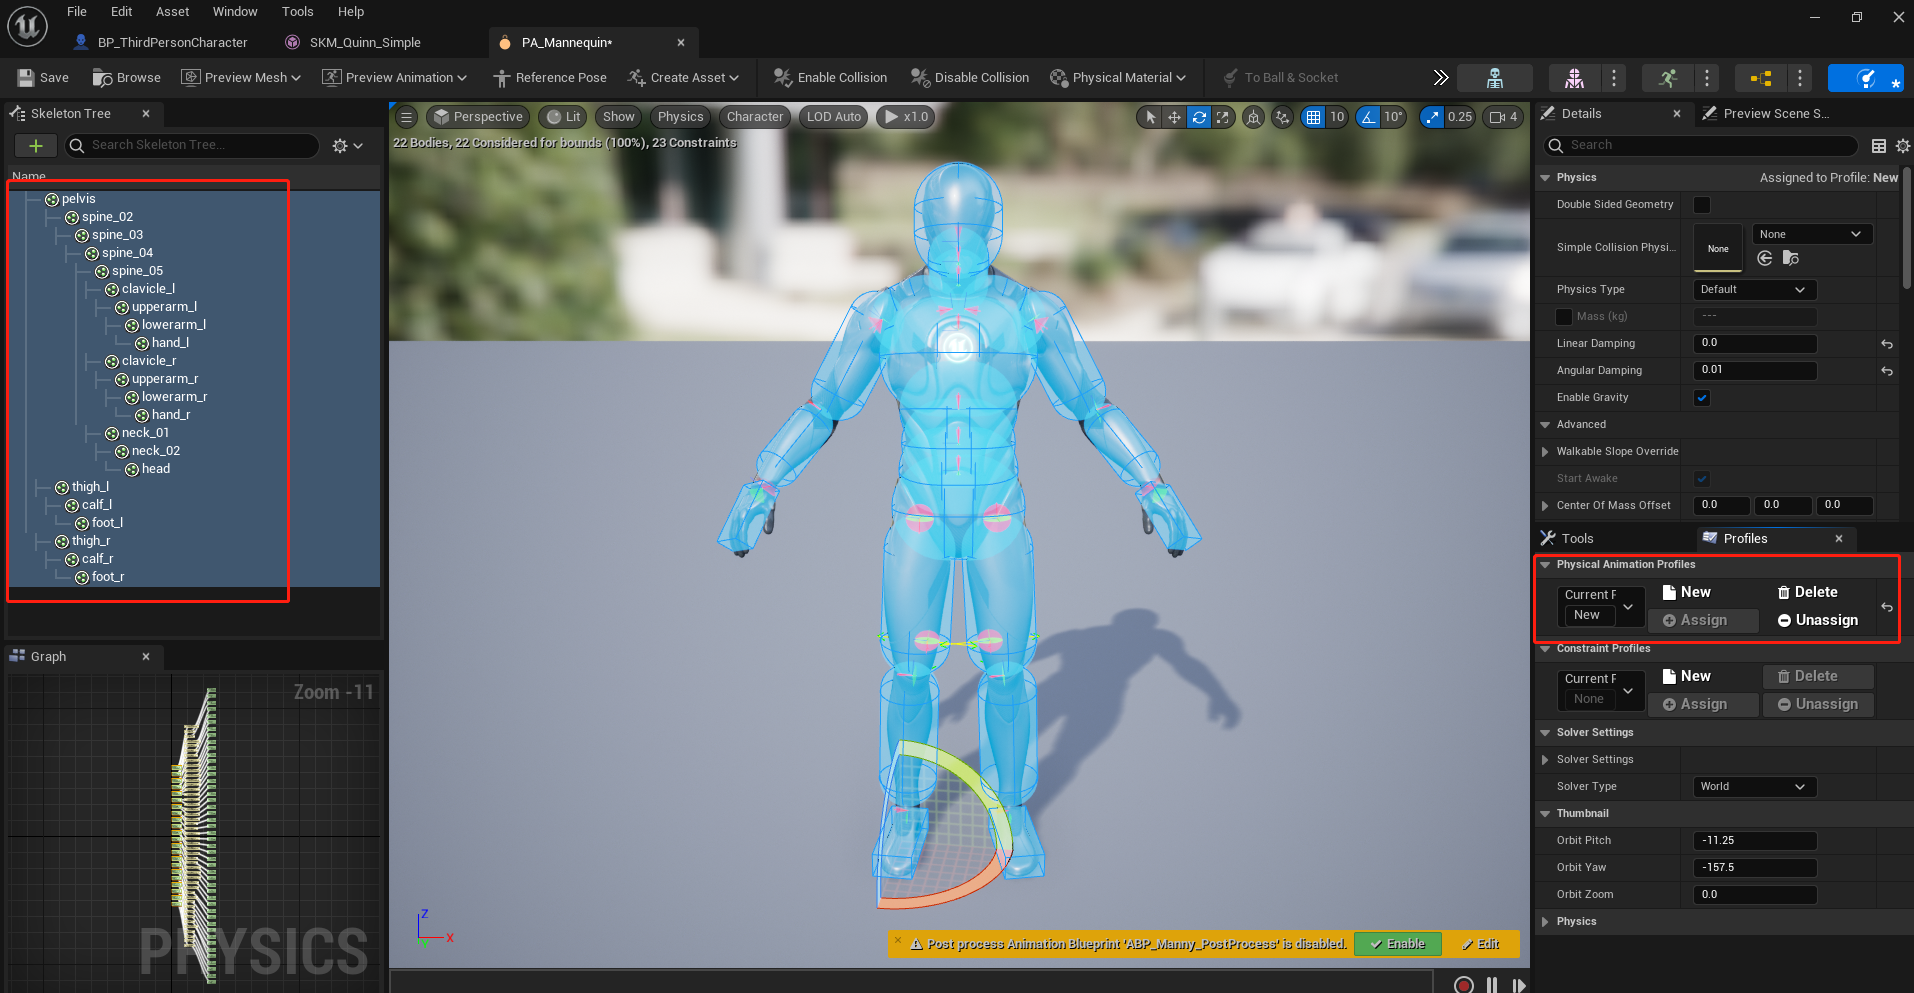 File Edit Asset Window Tools Help
BP_ThirdPersonCharacter
SKM_Quinn_Simple
PA_Mannequin*
Save
Browse
Preview Mesh
Preview Animation
Reference Pose
Create Asset
Enable Collision
Disable Collision
Physical Material
To Ball & Socket
Skeleton Tree
Search Skeleton Tree...
Name
pelvis
spine_02
spine_03
spine_04
spine_05
clavicle_l
upperarm_l
lowerarm_l
hand_l
clavicle_r
upperarm_r
lowerarm_r
hand_r
neck_01
neck_02
head
thigh_l
calf_l
foot_l
thigh_r
calf_r
foot_r
Graph
Zoom -11
PHYSICS
Perspective
Lit
Show
Physics
Character
LOD Auto
x1.0
10
10°
0.25
4
22 Bodies, 22 Considered for bounds (100%), 23 Constraints
Z
X
Y
Post process Animation Blueprint 'ABP_Manny_PostProcess' is disabled.
Enable
Edit
Details
Preview Scene S...
Search
Physics
Assigned to Profile: New
Double Sided Geometry
Simple Collision Physi...
None
None
Physics Type
Default
Mass (kg)
---
Linear Damping
0.0
Angular Damping
0.01
Enable Gravity
Advanced
Walkable Slope Override
Start Awake
Center Of Mass Offset
0.0
0.0
0.0
Tools
Profiles
Physical Animation Profiles
Current F
New
New
Delete
Assign
Unassign
Constraint Profiles
Current F
None
New
Delete
Assign
Unassign
Solver Settings
Solver Settings
Solver Type
World
Thumbnail
Orbit Pitch
-11.25
Orbit Yaw
-157.5
Orbit Zoom
0.0
Physics